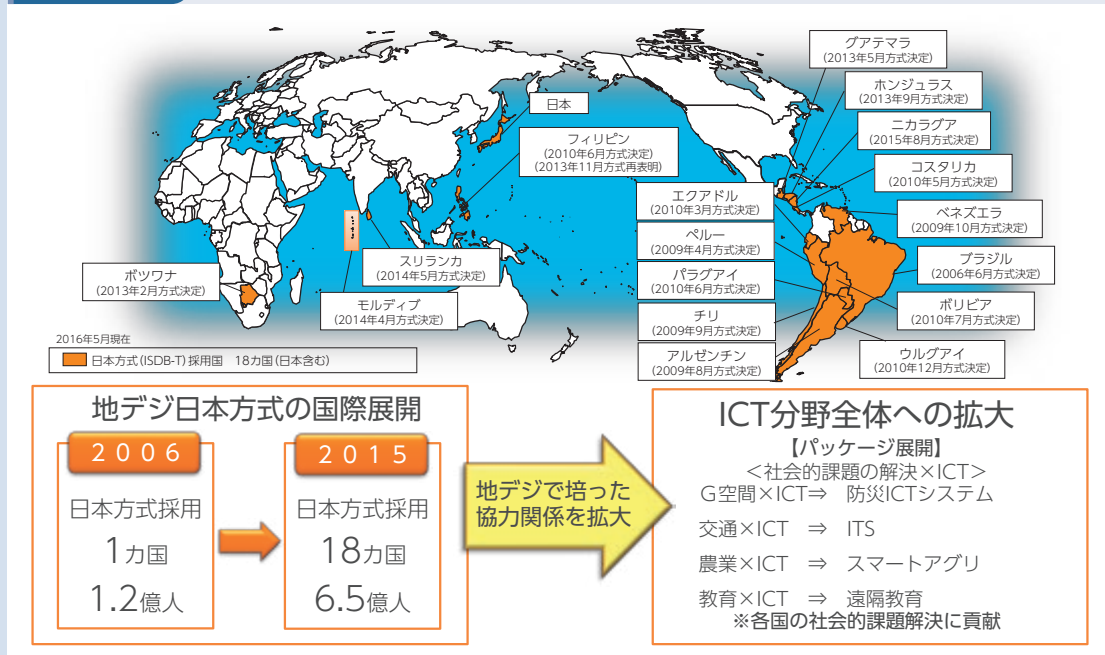 グアテマラ
(2013年5月方式決定)
ホンジュラス
(2013年9月方式決定)
日本
ニカラグア
(2015年8月方式決定)
フィリピン
(2010年6月方式決定)
(2013年11月方式再表明)
コスタリカ
(2010年5月方式決定)
エクアドル
(2010年3月方式決定)
ベネズエラ
(2009年10月方式決定)
ペルー
(2009年4月方式決定)
スリランカ
(2014年5月方式決定)
ブラジル
(2006年6月方式決定)
ボツワナ
(2013年2月方式決定)
パラグアイ
(2010年6月方式決定)
モルディブ
(2014年4月方式決定)
ボリビア
(2010年7月方式決定)
チリ
(2009年9月方式決定)
アルゼンチン
(2009年8月方式決定)
ウルグアイ
(2010年12月方式決定)
2016年5月現在
日本方式(ISDB-T)採用国 18カ国(日本含む)
地デジ日本方式の国際展開
2006
日本方式採用
1カ国
1.2億人
2015
日本方式採用
18カ国
6.5億人
地デジで培った
協力関係を拡大
ICT分野全体への拡大
【パッケージ展開】
＜社会的課題の解決×ICT＞
G空間×ICT⇒ 防災ICTシステム
交通×ICT ⇒ ITS
農業×ICT ⇒ スマートアグリ
教育×ICT ⇒ 遠隔教育
※各国の社会的課題解決に貢献